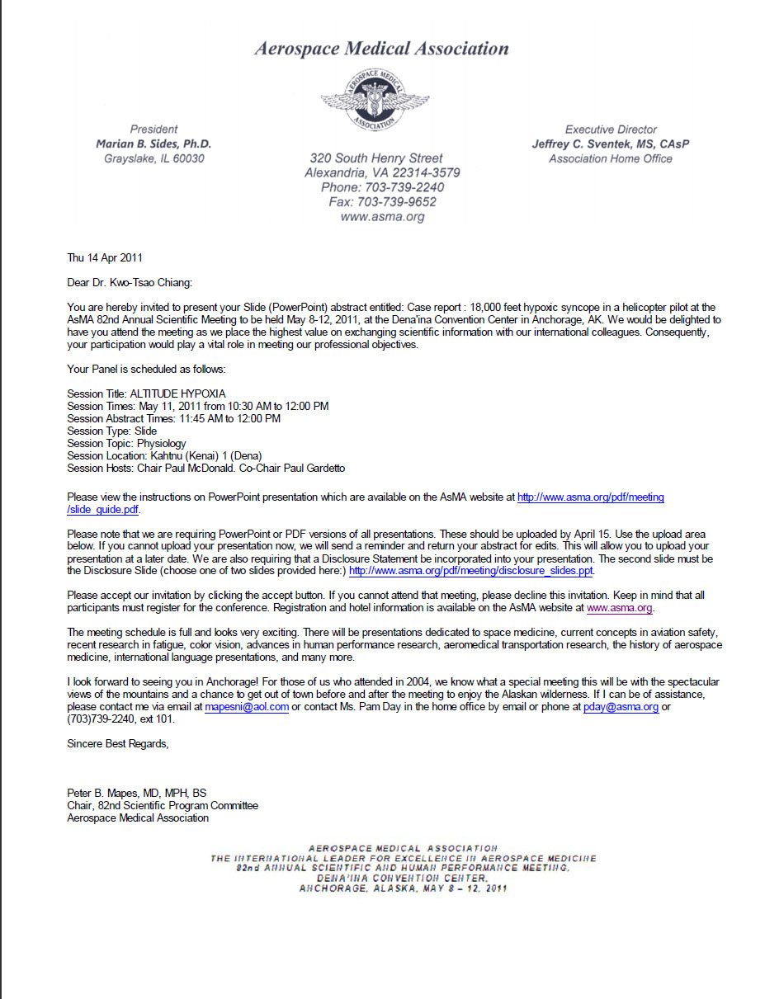 Aerospace Medical Association
AEROSPACE MEDICAL
ASSOCIATION
President
Marian B. Sides, Ph.D.
Grayslake, IL 60030
Executive Director
Jeffrey C. Sventek, MS, CAsP
Association Home Office
320 South Henry Street
Alexandria, VA 22314-3579
Phone: 703-739-2240
Fax: 703-739-9652
www.asma.org
Thu 14 Apr 2011
Dear Dr. Kwo-Tsao Chiang:
You are hereby invited to present your Slide (PowerPoint) abstract entitled: Case report : 18,000 feet hypoxic syncope in a helicopter pilot at the
AsMA 82nd Annual Scientific Meeting to be held May 8-12, 2011, at the Dena'ina Convention Center in Anchorage, AK. We would be delighted to
have you attend the meeting as we place the highest value on exchanging scientific information with our international colleagues. Consequently,
your participation would play a vital role in meeting our professional objectives.
Your Panel is scheduled as follows:
Session Title: ALTITUDE HYPOXIA
Session Times: May 11, 2011 from 10:30 AM to 12:00 PM
Session Abstract Times: 11:45 AM to 12:00 PM
Session Type: Slide
Session Topic: Physiology
Session Location: Kahtnu (Kenai) 1 (Dena)
Session Hosts: Chair Paul McDonald. Co-Chair Paul Gardetto
Please view the instructions on PowerPoint presentation which are available on the AsMA website at http://www.asma.org/pdf/meeting
/slide_guide.pdf.
Please note that we are requiring PowerPoint or PDF versions of all presentations. These should be uploaded by April 15. Use the upload area
below. If you cannot upload your presentation now, we will send a reminder and return your abstract for edits. This will allow you to upload your
presentation at a later date. We are also requiring that a Disclosure Statement be incorporated into your presentation. The second slide must be
the Disclosure Slide (choose one of two slides provided here:) http://www.asma.org/pdf/meeting/disclosure_slides.ppt.
Please accept our invitation by clicking the accept button. If you cannot attend that meeting, please decline this invitation. Keep in mind that all
participants must register for the conference. Registration and hotel information is available on the AsMA website at www.asma.org.
The meeting schedule is full and looks very exciting. There will be presentations dedicated to space medicine, current concepts in aviation safety,
recent research in fatigue, color vision, advances in human performance research, aeromedical transportation research, the history of aerospace
medicine, international language presentations, and many more.
I look forward to seeing you in Anchorage! For those of us who attended in 2004, we know what a special meeting this will be with the spectacular
views of the mountains and a chance to get out of town before and after the meeting to enjoy the Alaskan wilderness. If I can be of assistance,
please contact me via email at mapesni@aol.com or contact Ms. Pam Day in the home office by email or phone at pday@asma.org or
(703)739-2240, ext 101.
Sincere Best Regards,
Peter B. Mapes, MD, MPH, BS
Chair, 82nd Scientific Program Committee
Aerospace Medical Association
AEROSPACE MEDICAL ASSOCIATION
THE INTERNATIONAL LEADER FOR EXCELLENCE IN AEROSPACE MEDICINE
82nd ANNUAL SCIENTIFIC AND HUMAN PERFORMANCE MEETING,
DENA'INA CONVENTION CENTER,
ANCHORAGE, ALASKA, MAY 8 – 12, 2011